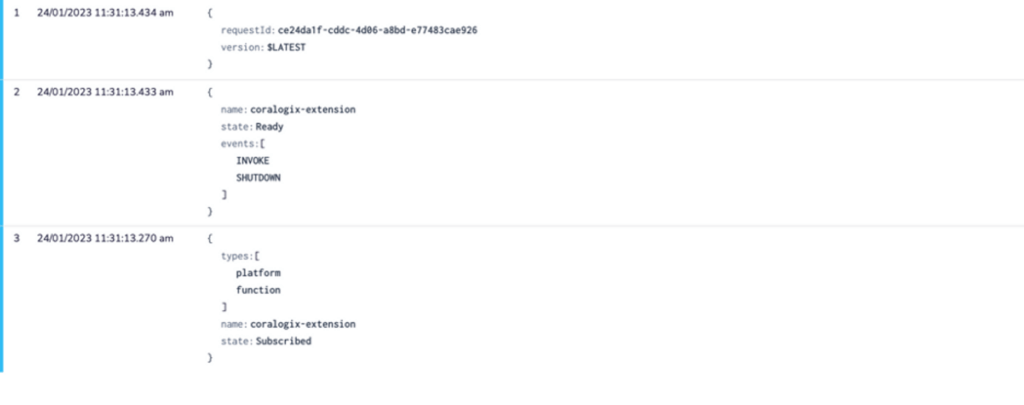 1 24/01/2023 11:31:13.434 am {
requestId: ce24da1f-cddc-4d06-a8bd-e77483cae926
version: $LATEST
}
2 24/01/2023 11:31:13.433 am {
name: coralogix-extension
state: Ready
events:[
INVOKE
SHUTDOWN
]
}
3 24/01/2023 11:31:13.270 am {
types:[
platform
function
]
name: coralogix-extension
state: Subscribed
}